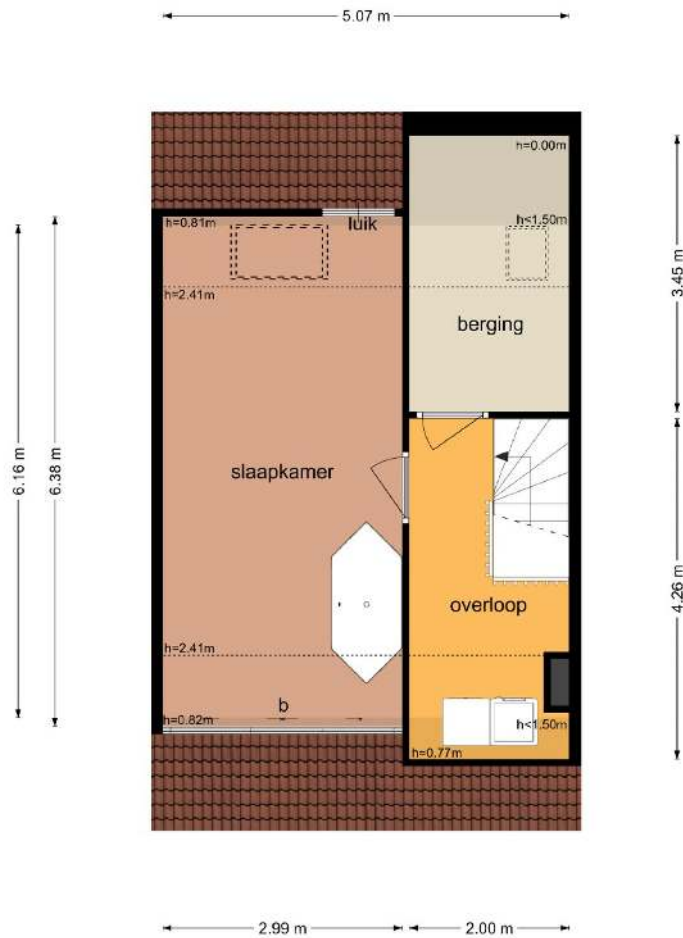 5.07 m
h=0.00m
h=0.81m
luik
h<1.50m
h=2.41m
berging
3.45 m
slaapkamer
6.16 m
6.38 m
overloop
4.26 m
h=2.41m
b
h=0.82m
h<1.50m
h=0.77m
2.99 m
2.00 m